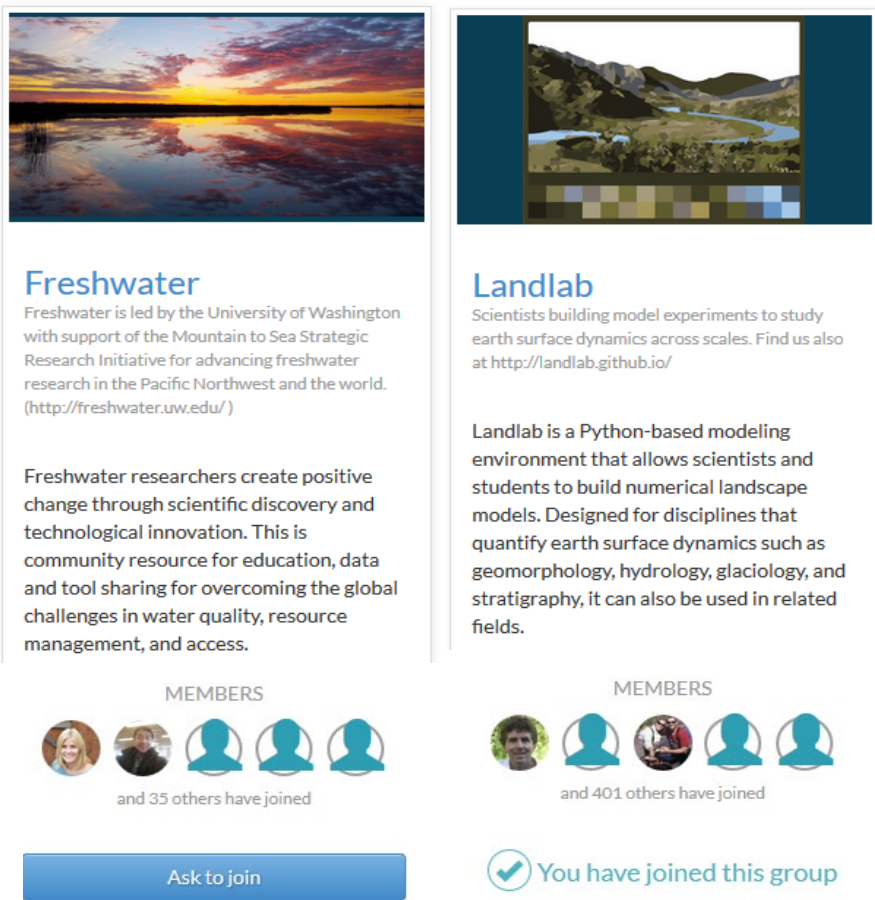 Freshwater
Freshwater is led by the University of Washington
with support of the Mountain to Sea Strategic
Research Initiative for advancing freshwater
research in the Pacific Northwest and the world.
(http://freshwater.uw.edu/ )
Freshwater researchers create positive
change through scientific discovery and
technological innovation. This is
community resource for education, data
and tool sharing for overcoming the global
challenges in water quality, resource
management, and access.
MEMBERS
and 35 others have joined
Ask to join
Landlab
Scientists building model experiments to study
earth surface dynamics across scales. Find us also
at http://landlab.github.io/
Landlab is a Python-based modeling
environment that allows scientists and
students to build numerical landscape
models. Designed for disciplines that
quantify earth surface dynamics such as
geomorphology, hydrology, glaciology, and
stratigraphy, it can also be used in related
fields.
MEMBERS
and 401 others have joined
You have joined this group